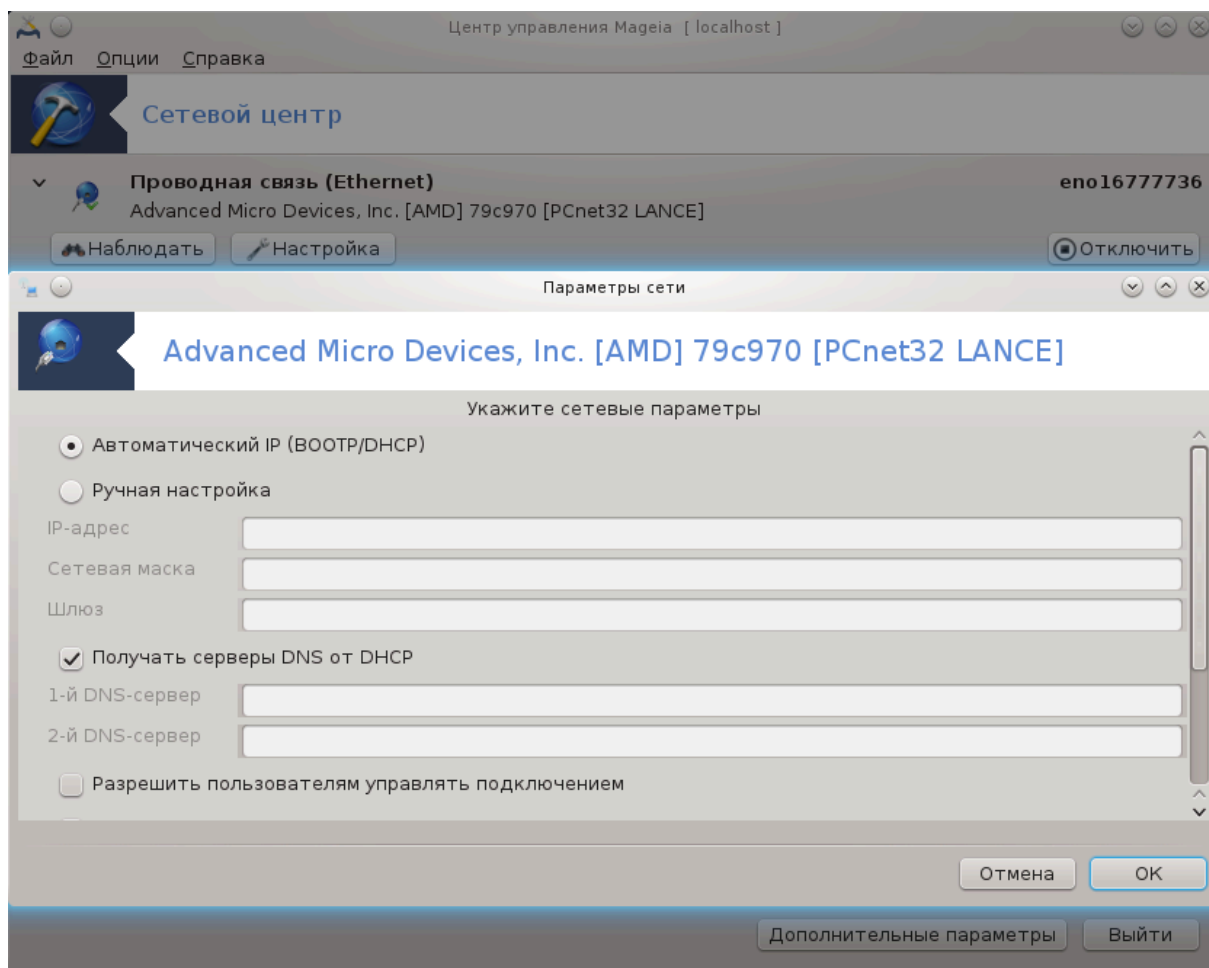 Центр управления Mageia [ localhost ]
Файл Опции Справка
Сетевой центр
Проводная связь (Ethernet) eno16777736
Advanced Micro Devices, Inc. [AMD] 79c970 [PCnet32 LANCE]
Наблюдать Настройка Отключить
Параметры сети
Advanced Micro Devices, Inc. [AMD] 79c970 [PCnet32 LANCE]
Укажите сетевые параметры
Автоматический IP (BOOTP/DHCP)
Ручная настройка
IP-адрес
Сетевая маска
Шлюз
Получать серверы DNS от DHCP
1-й DNS-сервер
2-й DNS-сервер
Разрешить пользователям управлять подключением
Отмена OK
Дополнительные параметры Выйти